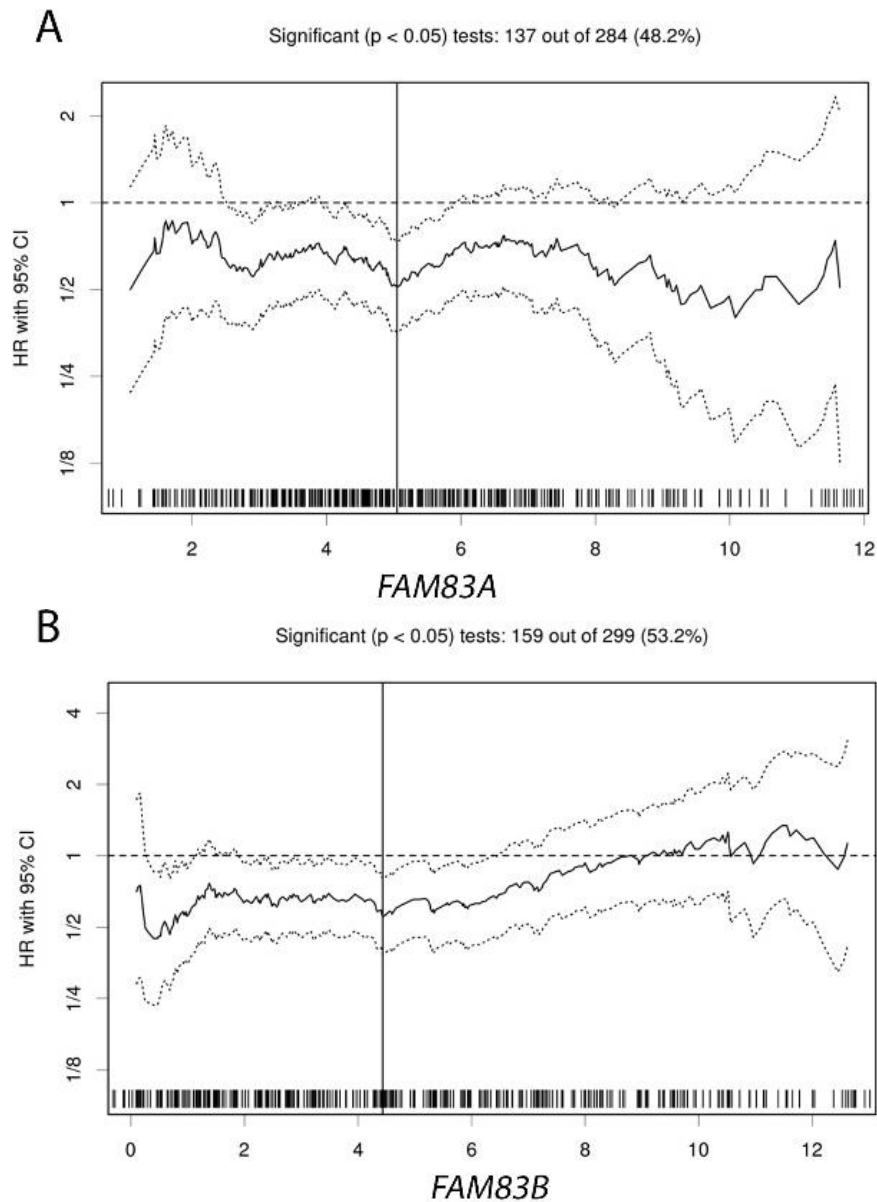 A
Significant (p < 0.05) tests: 137 out of 284 (48.2%)
HR with 95% CI
2
1
1/2
1/4
1/8
2 4 6 8 10 12
FAM83A
B
Significant (p < 0.05) tests: 159 out of 299 (53.2%)
HR with 95% CI
4
2
1
1/2
1/4
1/8
0 2 4 6 8 10 12
FAM83B